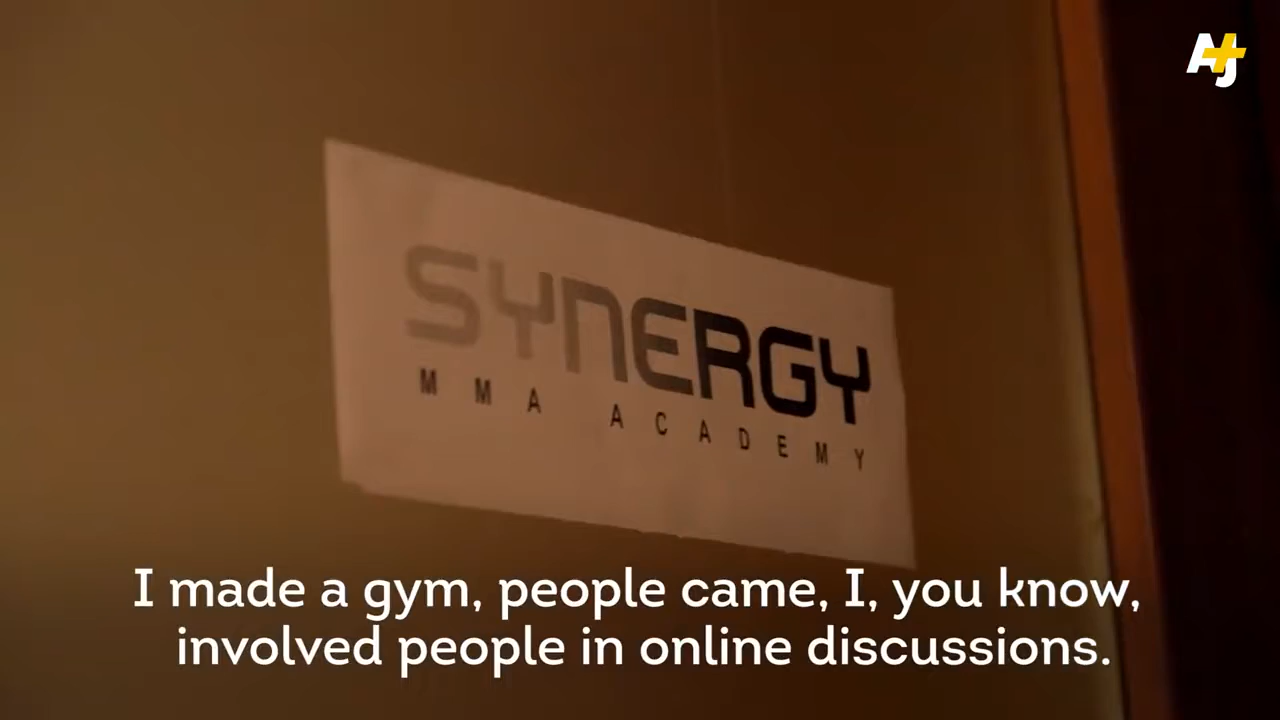 AJ+
SYNERGY
MMA ACADEMY
I made a gym, people came, I, you know,
involved people in online discussions.